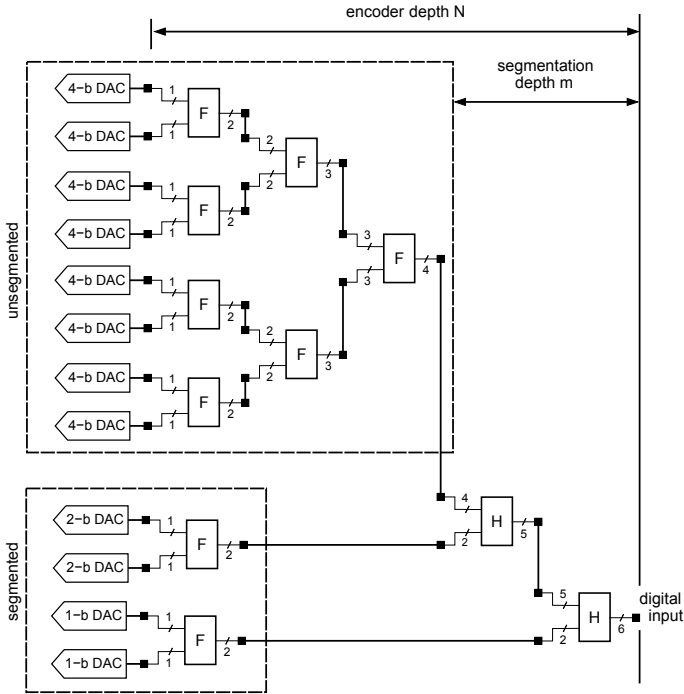 encoder depth N
segmentation
depth m
unsegmented
4−b DAC
1
F
2
4−b DAC
1
2
F
3
2
4−b DAC
1
F
2
4−b DAC
1
3
F
4
3
4−b DAC
1
F
2
4−b DAC
1
2
F
3
2
4−b DAC
1
F
2
4−b DAC
1
segmented
2−b DAC
1
F
2
2−b DAC
1
4
H
5
2
1−b DAC
1
F
2
1−b DAC
1
5
H
6
2
digital
input